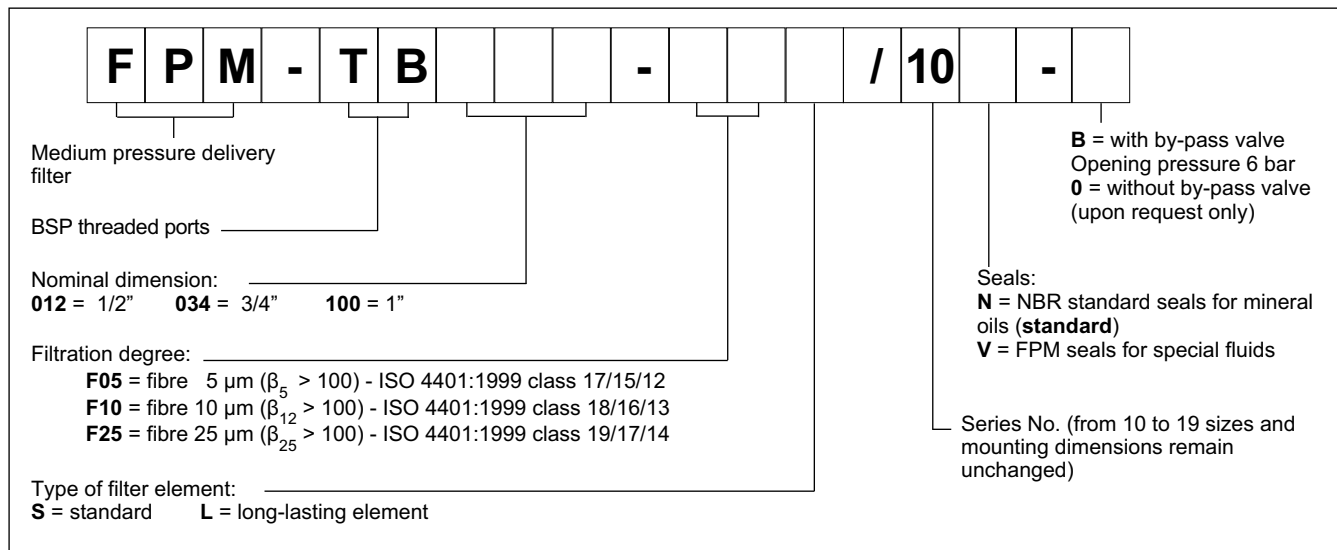 F P M - T B - / 10 -
Medium pressure delivery
filter
BSP threaded ports
Nominal dimension:
012 = 1/2” 034 = 3/4” 100 = 1”
Filtration degree:
F05 = fibre 5 µm (β5 > 100) - ISO 4401:1999 class 17/15/12
F10 = fibre 10 µm (β12 > 100) - ISO 4401:1999 class 18/16/13
F25 = fibre 25 µm (β25 > 100) - ISO 4401:1999 class 19/17/14
Type of filter element:
S = standard L = long-lasting element
B = with by-pass valve
Opening pressure 6 bar
0 = without by-pass valve
(upon request only)
Seals:
N = NBR standard seals for mineral
oils (standard)
V = FPM seals for special fluids
Series No. (from 10 to 19 sizes and
mounting dimensions remain
unchanged)